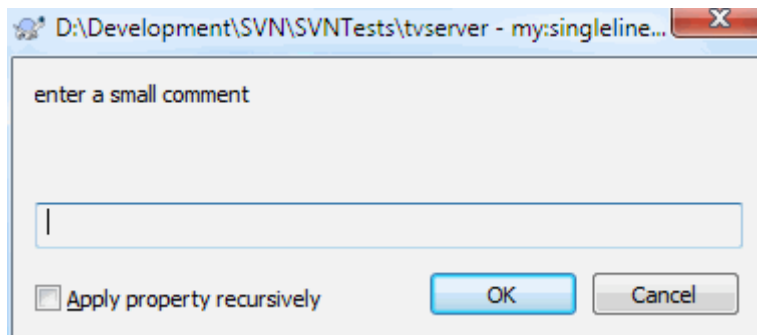 D:\Development\SVN\SVNTests\tvserver - my:singleline...
enter a small comment
Apply property recursively
OK
Cancel